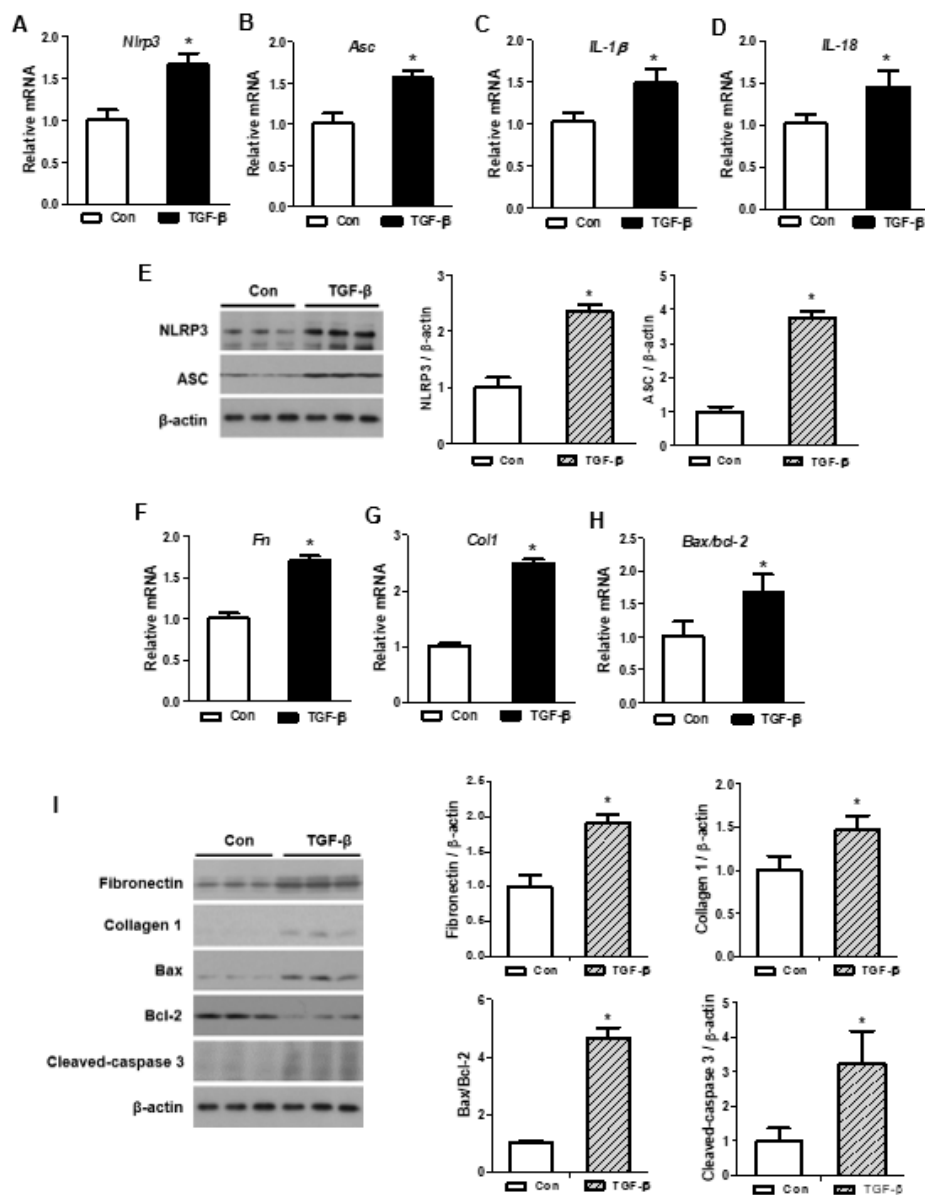 A
Nlrp3
Relative mRNA
2.0
1.5
1.0
0.5
0.0
*
Con
TGF-β
B
Asc
Relative mRNA
2.0
1.5
1.0
0.5
0.0
*
Con
TGF-β
C
IL-1β
Relative mRNA
2.0
1.5
1.0
0.5
0.0
*
Con
TGF-β
D
IL-18
Relative mRNA
2.0
1.5
1.0
0.5
0.0
*
Con
TGF-β
E
Con
TGF-β
NLRP3
ASC
β-actin
NLRP3 / β-actin
3
2
1
0
*
Con
TGF-β
ASC / β-actin
5
4
3
2
1
0
*
Con
TGF-β
F
Fn
Relative mRNA
2.0
1.5
1.0
0.5
0.0
*
Con
TGF-β
G
Col1
Relative mRNA
3
2
1
0
*
Con
TGF-β
H
Bax/bcl-2
Relative mRNA
2.5
2.0
1.5
1.0
0.5
0.0
*
Con
TGF-β
I
Con
TGF-β
Fibronectin
Collagen 1
Bax
Bcl-2
Cleaved-caspase 3
β-actin
Fibronectin / β-actin
2.5
2.0
1.5
1.0
0.5
0.0
*
Con
TGF-β
Collagen 1 / β-actin
2.0
1.5
1.0
0.5
0.0
*
Con
TGF-β
Bax/Bcl-2
6
4
2
0
*
Con
TGF-β
Cleaved-caspase 3 / β-actin
5
4
3
2
1
0
*
Con
TGF-β